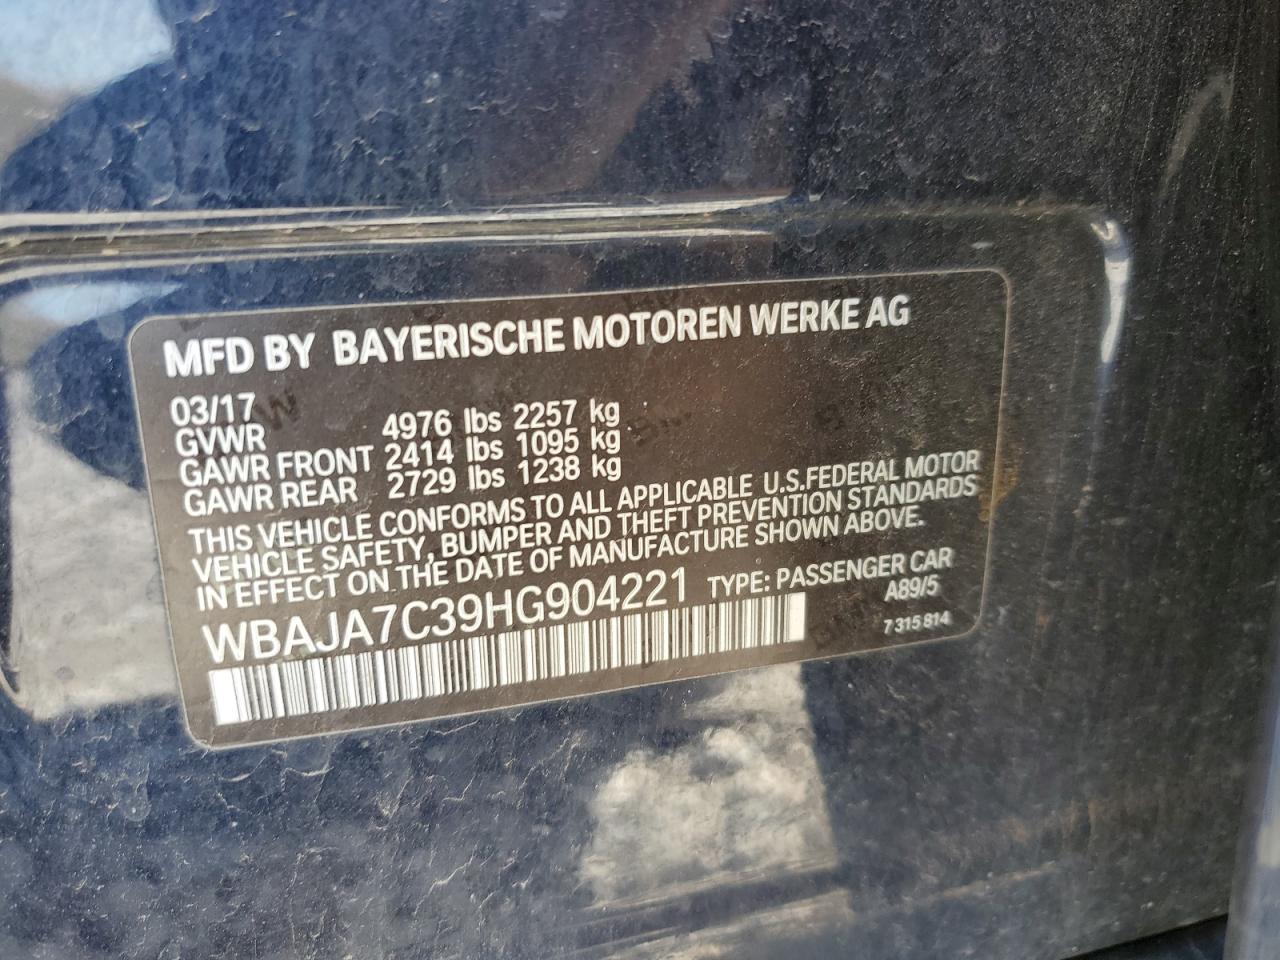 MFD BY BAYERISCHE MOTOREN WERKE AG
03/17
GVWR 4976 lbs 2257 kg
GAWR FRONT 2414 lbs 1095 kg
GAWR REAR 2729 lbs 1238 kg
THIS VEHICLE CONFORMS TO ALL APPLICABLE U.S.FEDERAL MOTOR
VEHICLE SAFETY, BUMPER AND THEFT PREVENTION STANDARDS
IN EFFECT ON THE DATE OF MANUFACTURE SHOWN ABOVE.
WBAJA7C39HG904221 TYPE: PASSENGER CAR
A89/5
7 315 814